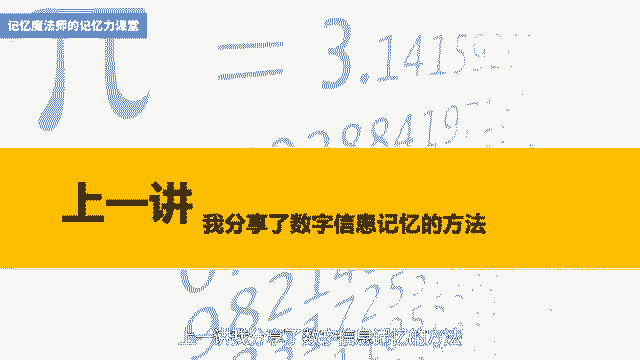 记忆魔法师的记忆力课堂
π = 3.14159
上一讲
我分享了数字信息记忆的方法
上一讲我分享了数字信息记忆的方法